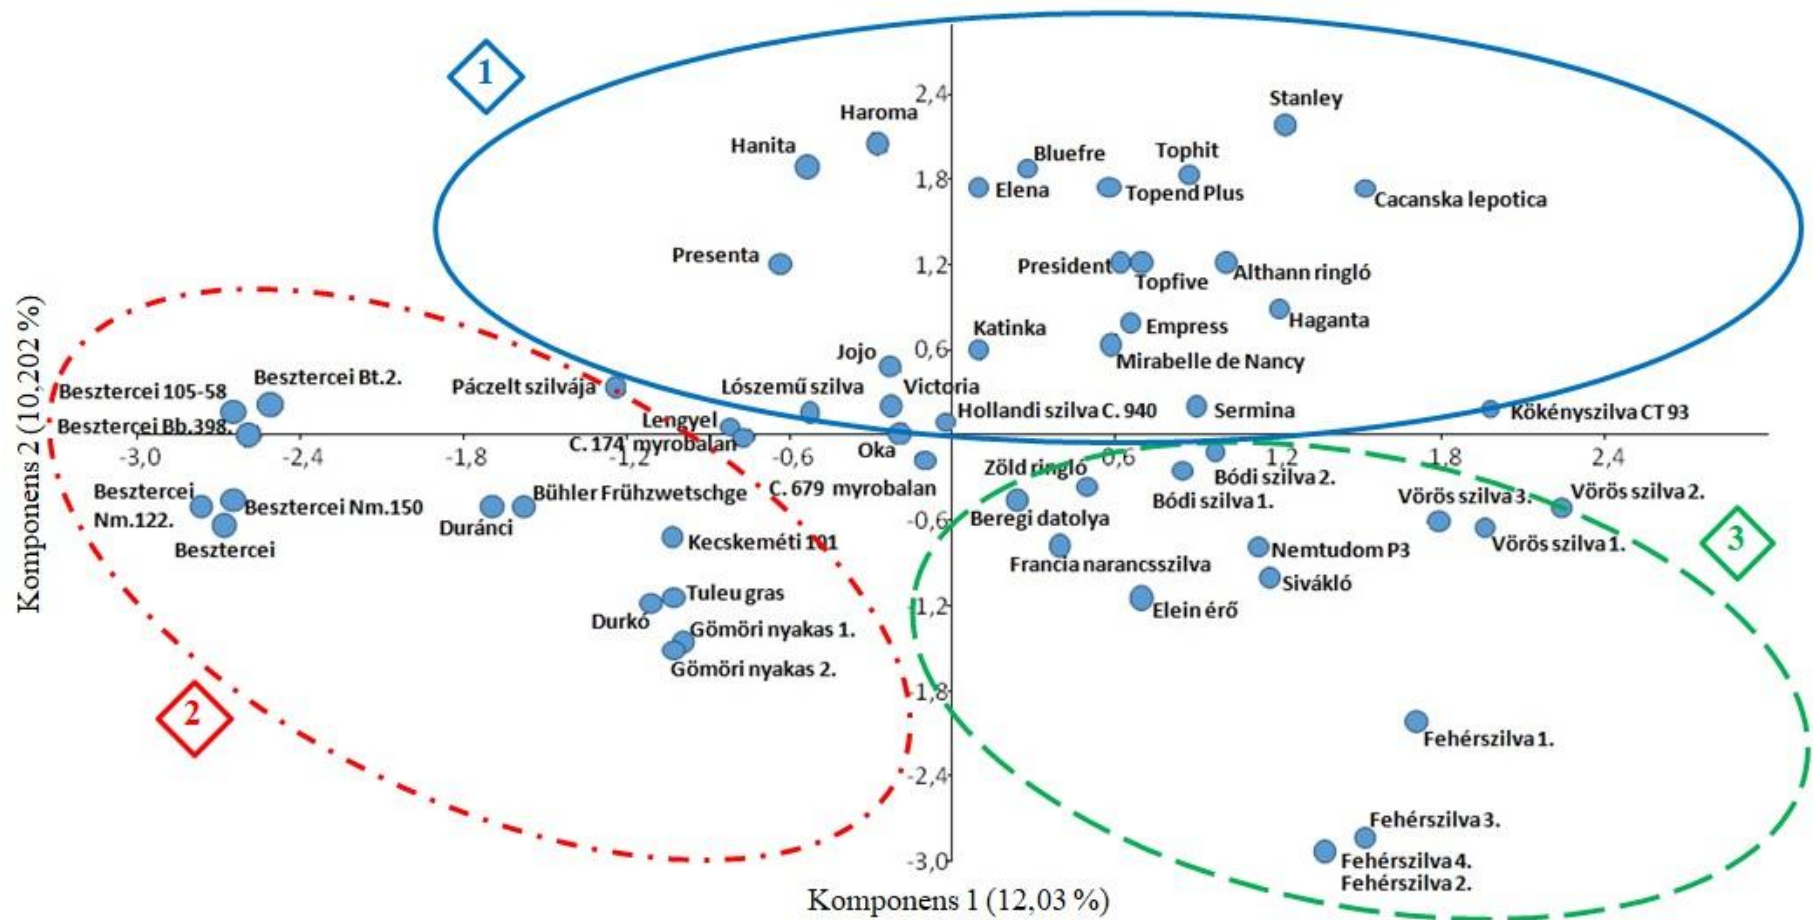 1
2,4
Stanley
Haroma
Hanita
Bluefre
Tophit
1,8
Elena
Topend Plus
Cacanska lepotica
Presenta
1,2
President
Topfive
Althann ringló
Haganta
Katinka
Empress
Jojo
0,6
Mirabelle de Nancy
Besztercei 105-58
Besztercei Bt.2.
Páczelt szilvája
Lószemű szilva
Victoria
Hollandi szilva C. 940
Sermina
Kökényszilva CT 93
Besztercei Bb.398.
Lengyel
C.174 myrobalan
Oka
-3,0
-2,4
-1,8
-1,2
-0,6
0,6
1,2
1,8
2,4
Zöld ringló
Bódi szilva 2.
Besztercei
Nm.122.
Besztercei Nm.150
Bühler Frühzwetschge
C. 679 myrobalan
Bódi szilva 1.
Vörös szilva 3.
Vörös szilva 2.
Duránci
-0,6
Beregi datolya
Besztercei
Kecskeméti 101
Francia narancsszilva
Nemtudom P3
Vörös szilva 1.
3
Sivákló
Tuleu gras
Durkó
-1,2
Elein érő
Gömöri nyakas 1.
Gömöri nyakas 2.
-1,8
2
Fehérszilva 1.
-2,4
Fehérszilva 3.
-3,0
Fehérszilva 4.
Fehérszilva 2.
Komponens 1 (12,03 %)
Komponens 2 (10,202 %)